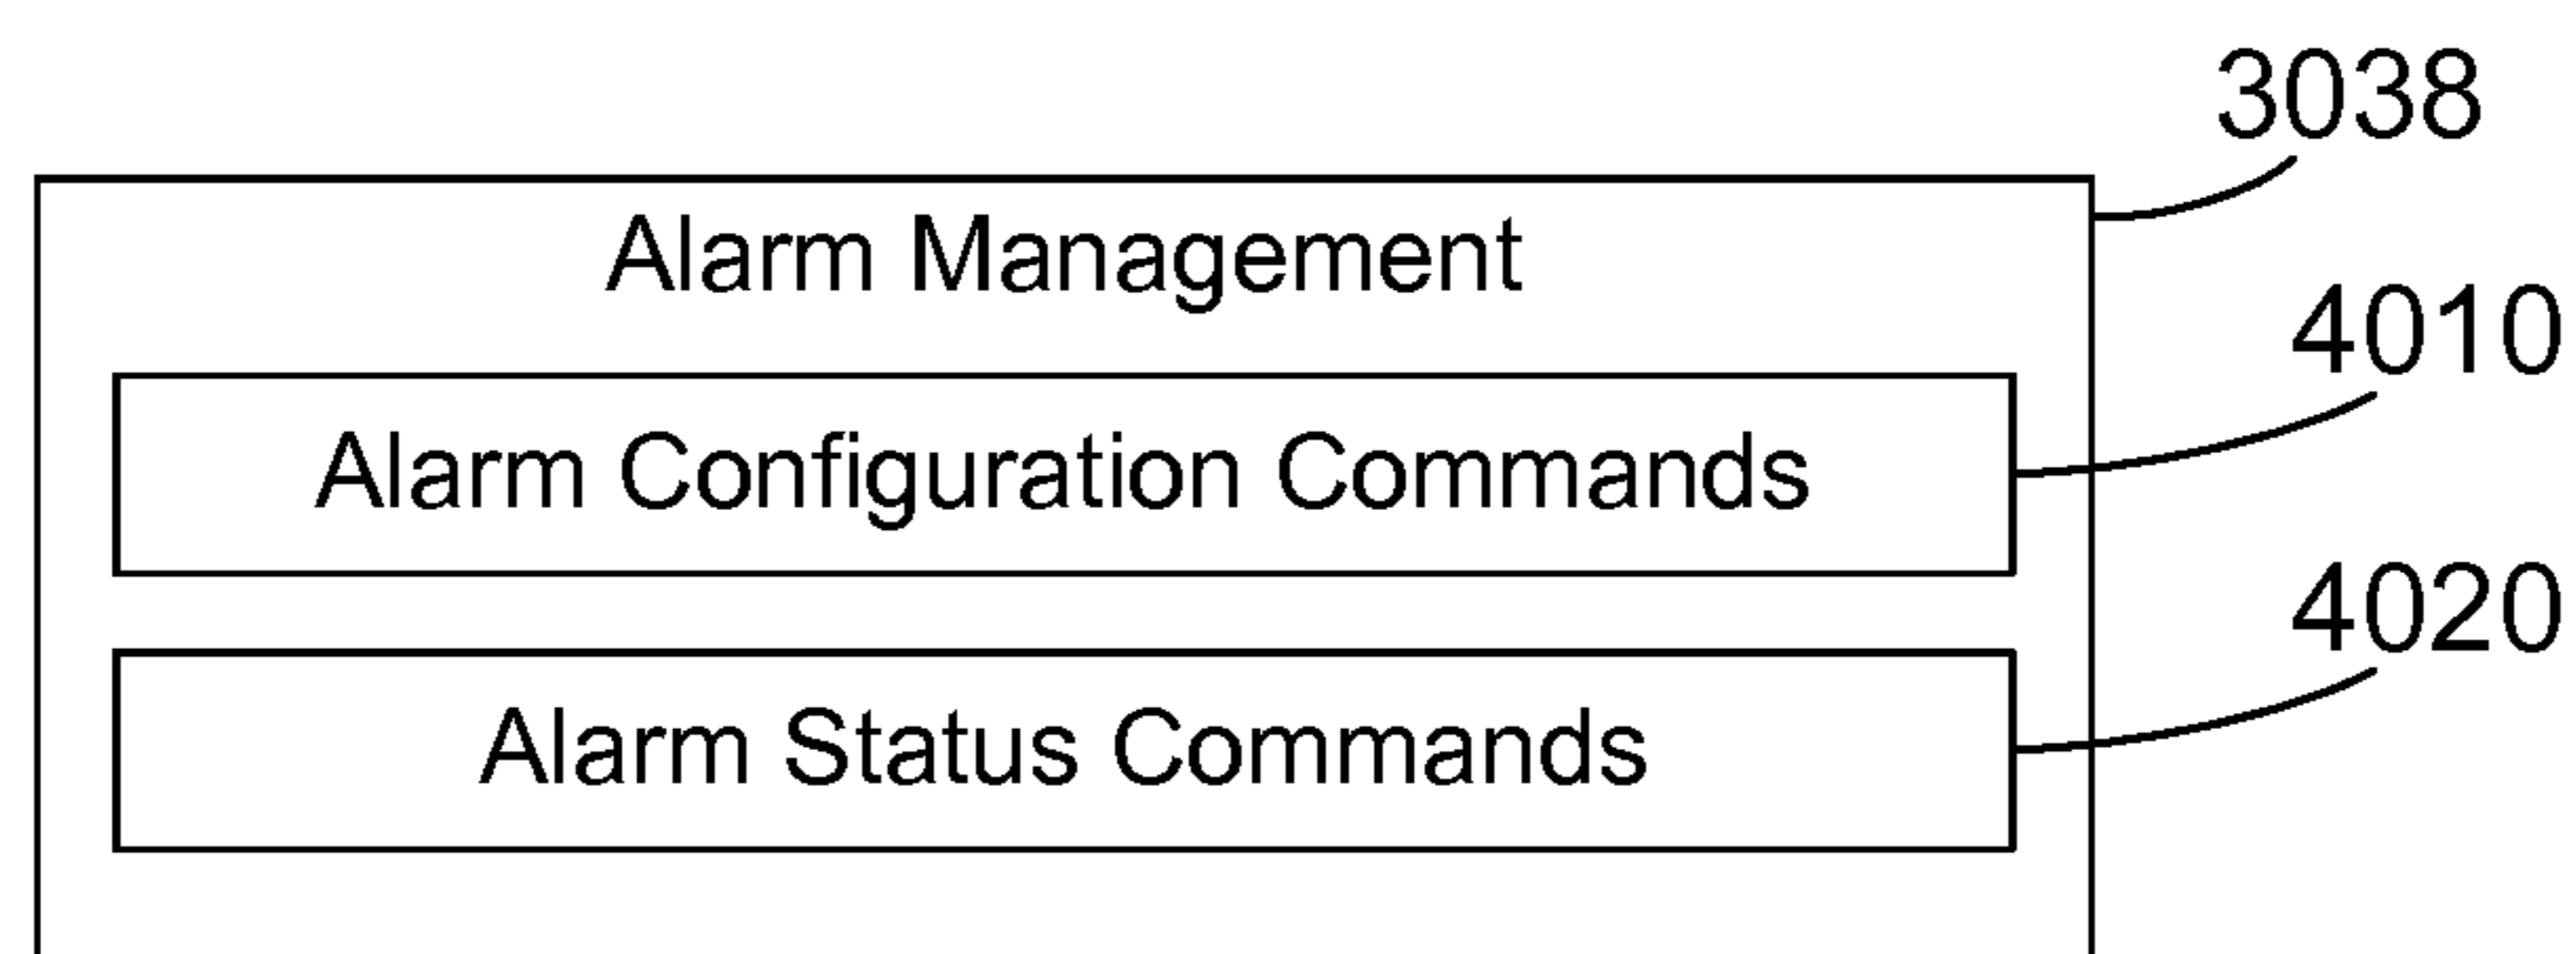 3038
Alarm Management
4010
Alarm Configuration Commands
4020
Alarm Status Commands